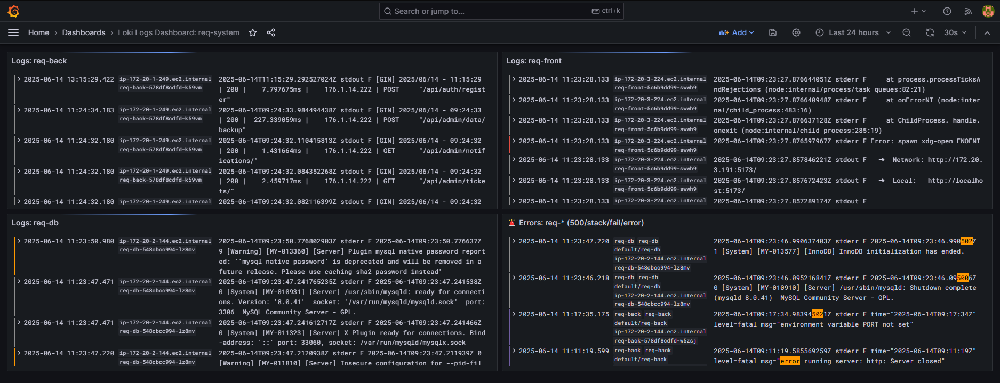 Search or jump to...
ctrl+k
Home
Dashboards
Loki Logs Dashboard: req-system
Add
Last 24 hours
30s
Logs: req-back
2025-06-14 13:15:29.422 ip-172-20-1-249.ec2.internal 2025-06-14T11:15:29.292527024Z stdout F [GIN] 2025/06/14 - 11:15:29
req-back-578df8cdfd-k59vm | 200 | 7.797675ms | 176.1.14.222 | POST "/api/auth/regist
er"
2025-06-14 11:24:34.183 ip-172-20-1-249.ec2.internal 2025-06-14T09:24:33.984494438Z stdout F [GIN] 2025/06/14 - 09:24:33
req-back-578df8cdfd-k59vm | 200 | 227.339059ms | 176.1.14.222 | POST "/api/admin/data/
backup"
2025-06-14 11:24:32.180 ip-172-20-1-249.ec2.internal 2025-06-14T09:24:32.110415813Z stdout F [GIN] 2025/06/14 - 09:24:32
req-back-578df8cdfd-k59vm | 200 | 1.431664ms | 176.1.14.222 | GET "/api/admin/notif
ications/"
2025-06-14 11:24:32.180 ip-172-20-1-249.ec2.internal 2025-06-14T09:24:32.084352268Z stdout F [GIN] 2025/06/14 - 09:24:32
req-back-578df8cdfd-k59vm | 200 | 2.459717ms | 176.1.14.222 | GET "/api/admin/ticke
ts/"
2025-06-14 11:24:32.180 ip-172-20-1-249.ec2.internal 2025-06-14T09:24:32.082116399Z stdout F [GIN] 2025/06/14 - 09:24:32
Logs: req-front
2025-06-14 11:23:28.133 ip-172-20-3-224.ec2.internal 2025-06-14T09:23:27.876644051Z stderr F at process.processTicksA
req-front-5c6b9dd99-swwh9 ndRejections (node:internal/process/task_queues:82:21)
2025-06-14 11:23:28.133 ip-172-20-3-224.ec2.internal 2025-06-14T09:23:27.876640948Z stderr F at onErrorNT (node:inter
req-front-5c6b9dd99-swwh9 nal/child_process:483:16)
2025-06-14 11:23:28.133 ip-172-20-3-224.ec2.internal 2025-06-14T09:23:27.876637128Z stderr F at ChildProcess._handle.
req-front-5c6b9dd99-swwh9 onexit (node:internal/child_process:285:19)
2025-06-14 11:23:28.133 ip-172-20-3-224.ec2.internal 2025-06-14T09:23:27.876597967Z stderr F Error: spawn xdg-open ENOENT
req-front-5c6b9dd99-swwh9
2025-06-14 11:23:28.133 ip-172-20-3-224.ec2.internal 2025-06-14T09:23:27.857846221Z stdout F ➜ Network: http://172.20.
req-front-5c6b9dd99-swwh9 3.191:5173/
2025-06-14 11:23:28.133 ip-172-20-3-224.ec2.internal 2025-06-14T09:23:27.857672423Z stdout F ➜ Local: http://localho
req-front-5c6b9dd99-swwh9 st:5173/
2025-06-14 11:23:28.133 ip-172-20-3-224.ec2.internal 2025-06-14T09:23:27.857289174Z stdout F
Logs: req-db
2025-06-14 11:23:50.980 ip-172-20-2-144.ec2.internal 2025-06-14T09:23:50.776802903Z stderr F 2025-06-14T09:23:50.776637Z
req-db-548cbcc994-lz8mv 9 [Warning] [MY-013360] [Server] Plugin mysql_native_password report
ed: ''mysql_native_password' is deprecated and will be removed in a
future release. Please use caching_sha2_password instead'
2025-06-14 11:23:47.471 ip-172-20-2-144.ec2.internal 2025-06-14T09:23:47.241765235Z stderr F 2025-06-14T09:23:47.241538Z
req-db-548cbcc994-lz8mv 0 [System] [MY-010931] [Server] /usr/sbin/mysqld: ready for connecti
ons. Version: '8.0.41' socket: '/var/run/mysqld/mysqld.sock' port:
3306 MySQL Community Server - GPL.
2025-06-14 11:23:47.471 ip-172-20-2-144.ec2.internal 2025-06-14T09:23:47.241612717Z stderr F 2025-06-14T09:23:47.241466Z
req-db-548cbcc994-lz8mv 0 [System] [MY-011323] [Server] X Plugin ready for connections. Bind
-address: '::' port: 33060, socket: /var/run/mysqld/mysqlx.sock
2025-06-14 11:23:47.220 ip-172-20-2-144.ec2.internal 2025-06-14T09:23:47.2120938Z stderr F 2025-06-14T09:23:47.211939Z 0
req-db-548cbcc994-lz8mv [Warning] [MY-011810] [Server] Insecure configuration for --pid-fil
🚨 Errors: req-* (500/stack/fail/error)
2025-06-14 11:23:47.220 req-db req-db 2025-06-14T09:23:46.990637403Z stderr F 2025-06-14T09:23:46.990502Z
default/req-db 1 [System] [MY-013577] [InnoDB] InnoDB initialization has ended.
ip-172-20-2-144.ec2.internal
req-db-548cbcc994-lz8mv
2025-06-14 11:23:46.218 req-db req-db 2025-06-14T09:23:46.095216841Z stderr F 2025-06-14T09:23:46.095006Z
default/req-db 0 [System] [MY-010910] [Server] /usr/sbin/mysqld: Shutdown complete
ip-172-20-2-144.ec2.internal (mysqld 8.0.41) MySQL Community Server - GPL.
req-db-548cbcc994-lz8mv
2025-06-14 11:17:35.175 req-back req-back 2025-06-14T09:17:34.983945021Z stderr F time="2025-06-14T09:17:34Z"
default/req-back level=fatal msg="environment variable PORT not set"
ip-172-20-2-144.ec2.internal
req-back-578df8cdfd-w5zsj
2025-06-14 11:11:19.599 req-back req-back 2025-06-14T09:11:19.585569259Z stderr F time="2025-06-14T09:11:19Z"
default/req-back level=fatal msg="error running server: http: Server closed"